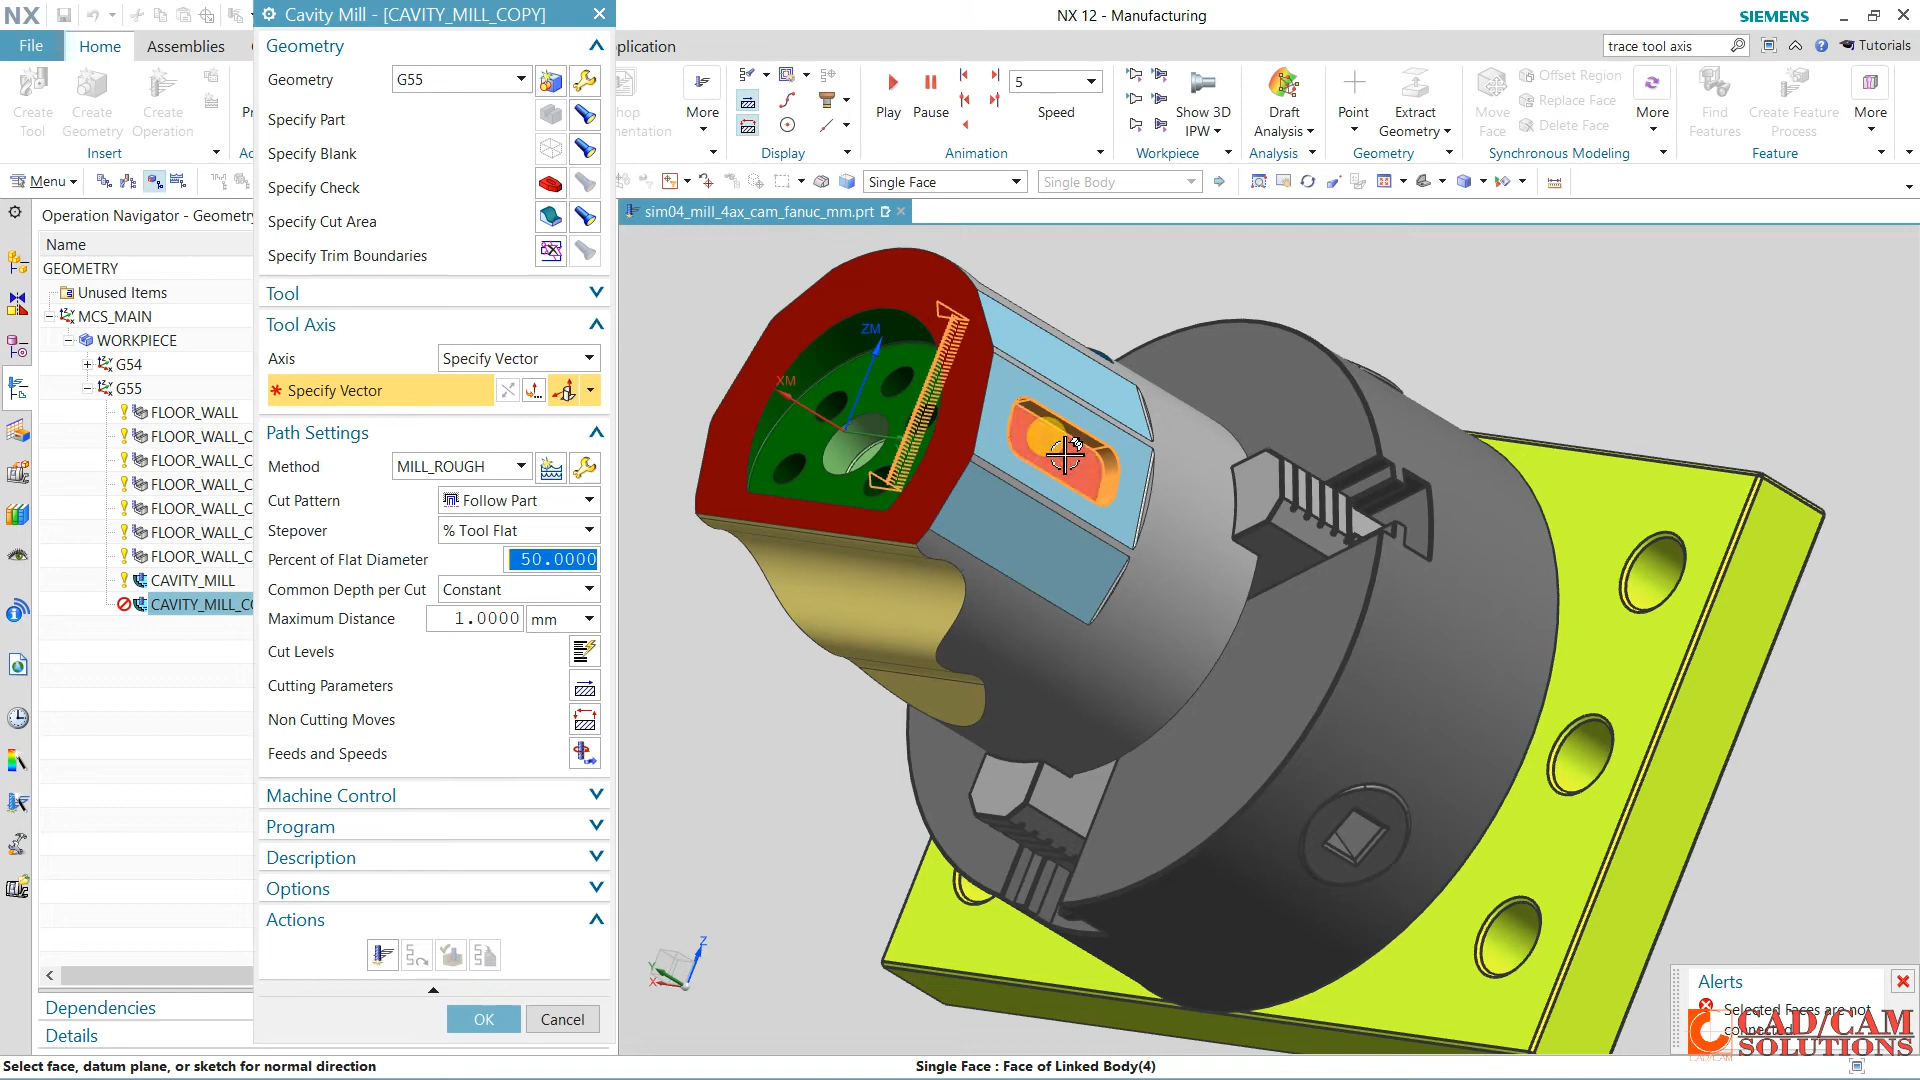 NX
Cavity Mill - [CAVITY_MILL_COPY]
NX 12 - Manufacturing
SIEMENS
File
Home
Assemblies
plication
trace tool axis
Tutorials
Create Tool
Create Geometry
Create Operation
Insert
More
Display
Play
Pause
5
Speed
Animation
Show 3D IPW
Workpiece
Draft Analysis
Analysis
Point
Extract Geometry
Geometry
Move Face
Offset Region
Replace Face
Delete Face
More
Synchronous Modeling
Find Features
Create Feature Process
More
Feature
Menu
Single Face
Single Body
Operation Navigator - Geometry
sim04_mill_4ax_cam_fanuc_mm.prt
Name
GEOMETRY
Unused Items
MCS_MAIN
WORKPIECE
G54
G55
FLOOR_WALL
FLOOR_WALL_C
FLOOR_WALL_C
FLOOR_WALL_C
FLOOR_WALL_C
FLOOR_WALL_C
FLOOR_WALL_C
CAVITY_MILL
CAVITY_MILL_CO
Dependencies
Details
Geometry
Geometry G55
Specify Part
Specify Blank
Specify Check
Specify Cut Area
Specify Trim Boundaries
Tool
Tool Axis
Axis Specify Vector
* Specify Vector
Path Settings
Method MILL_ROUGH
Cut Pattern Follow Part
Stepover % Tool Flat
Percent of Flat Diameter 50.0000
Common Depth per Cut Constant
Maximum Distance 1.0000 mm
Cut Levels
Cutting Parameters
Non Cutting Moves
Feeds and Speeds
Machine Control
Program
Description
Options
Actions
OK
Cancel
ZM
XM
Z
Y
X
Alerts
Selected Faces are not
connected.
CAD/CAM
SOLUTIONS
CAD/CAM
Select face, datum plane, or sketch for normal direction
Single Face : Face of Linked Body(4)